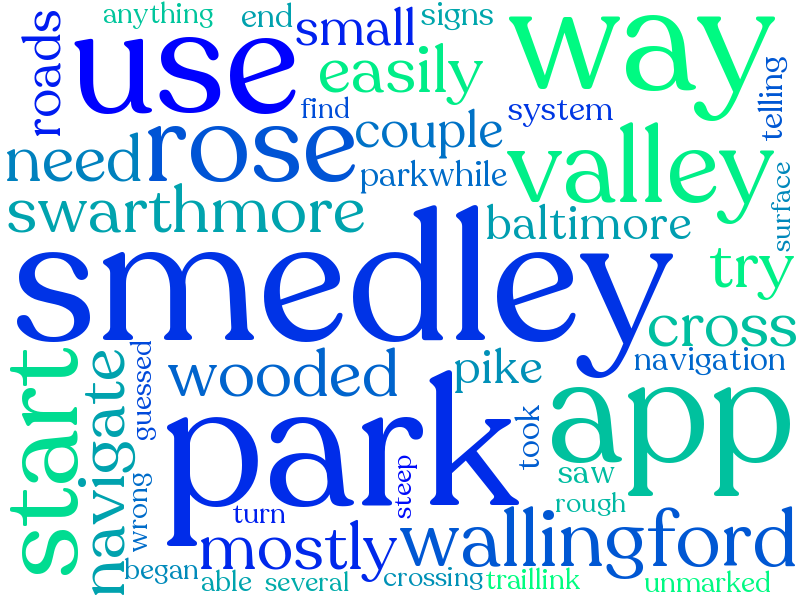 anything
end
small
signs
way
roads
use
easily
telling
find
system
need
rose
couple
valley
parkwhile
surface
swarthmore
baltimore
smedley
try
cross
start
navigate
guessed
wooded
pike
navigation
park
app
took
wrong
steep
saw
rough
turn
mostly
wallingford
began
able
several
crossing
traillink
unmarked